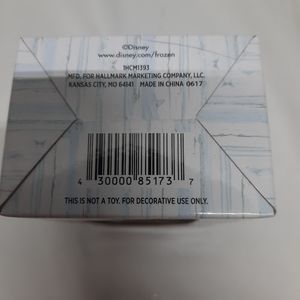 ©Disney
www.disney.com/frozen
1HCM1393
MFD. FOR HALLMARK MARKETING COMPANY, LLC.
KANSAS CITY, MO 64141 MADE IN CHINA 0617
4 30000 85173 7
THIS IS NOT A TOY. FOR DECORATIVE USE ONLY.